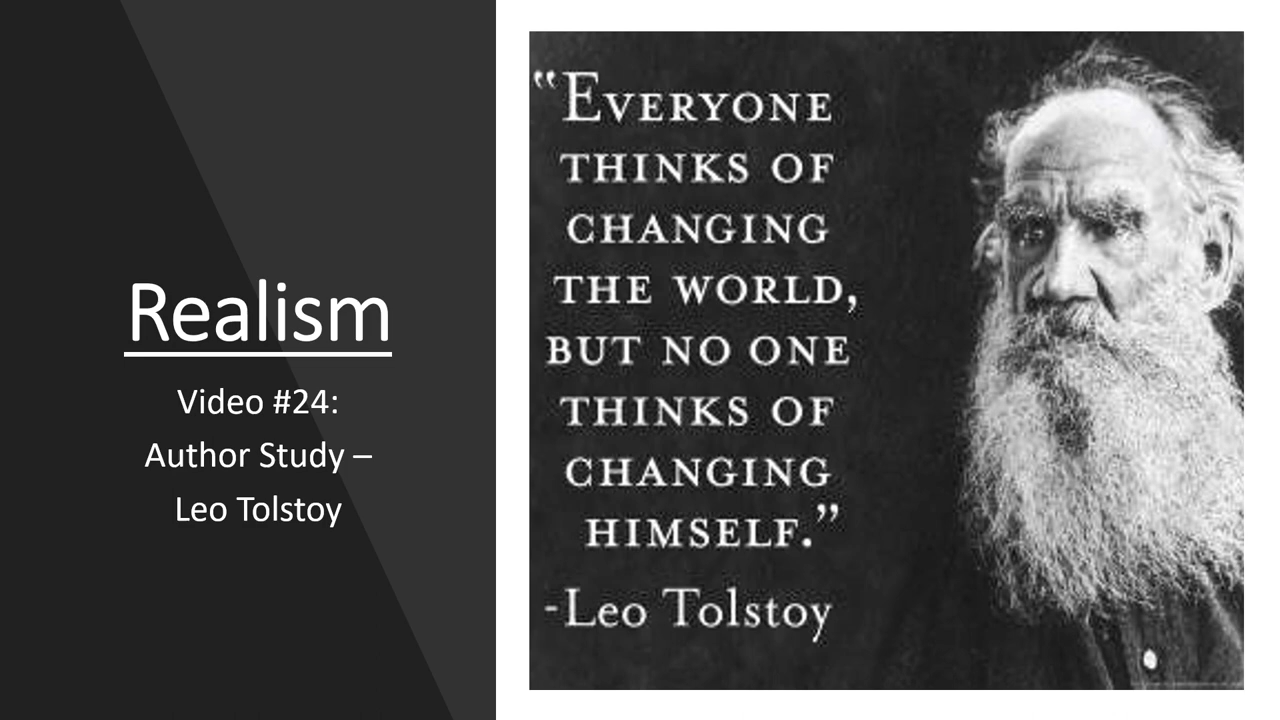 Realism
Video #24:
Author Study –
Leo Tolstoy
“Everyone
thinks of
changing
the world,
but no one
thinks of
changing
himself.”
-Leo Tolstoy